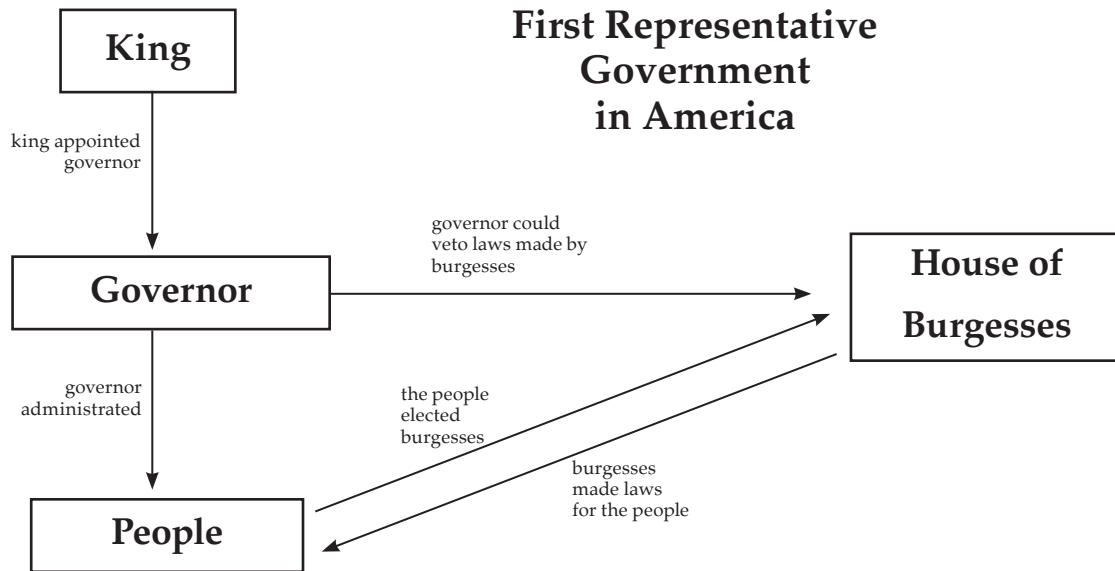 King
First Representative
Government
in America
king appointed
governor
governor could
veto laws made by
burgesses
Governor
House of
Burgesses
governor
administrated
the people
elected
burgesses
burgesses
made laws
for the people
People